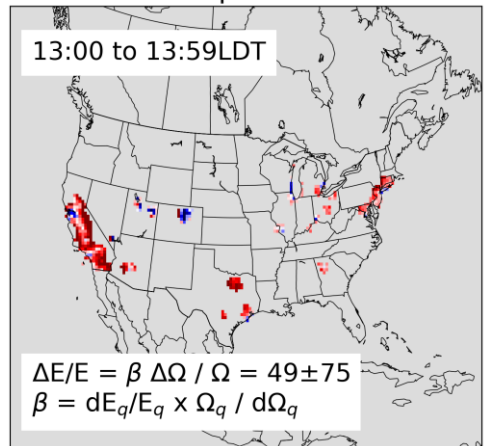 13:00 to 13:59LDT
ΔE/E = β ΔΩ / Ω = 49±75
β = dE_q/E_q x Ω_q / dΩ_q